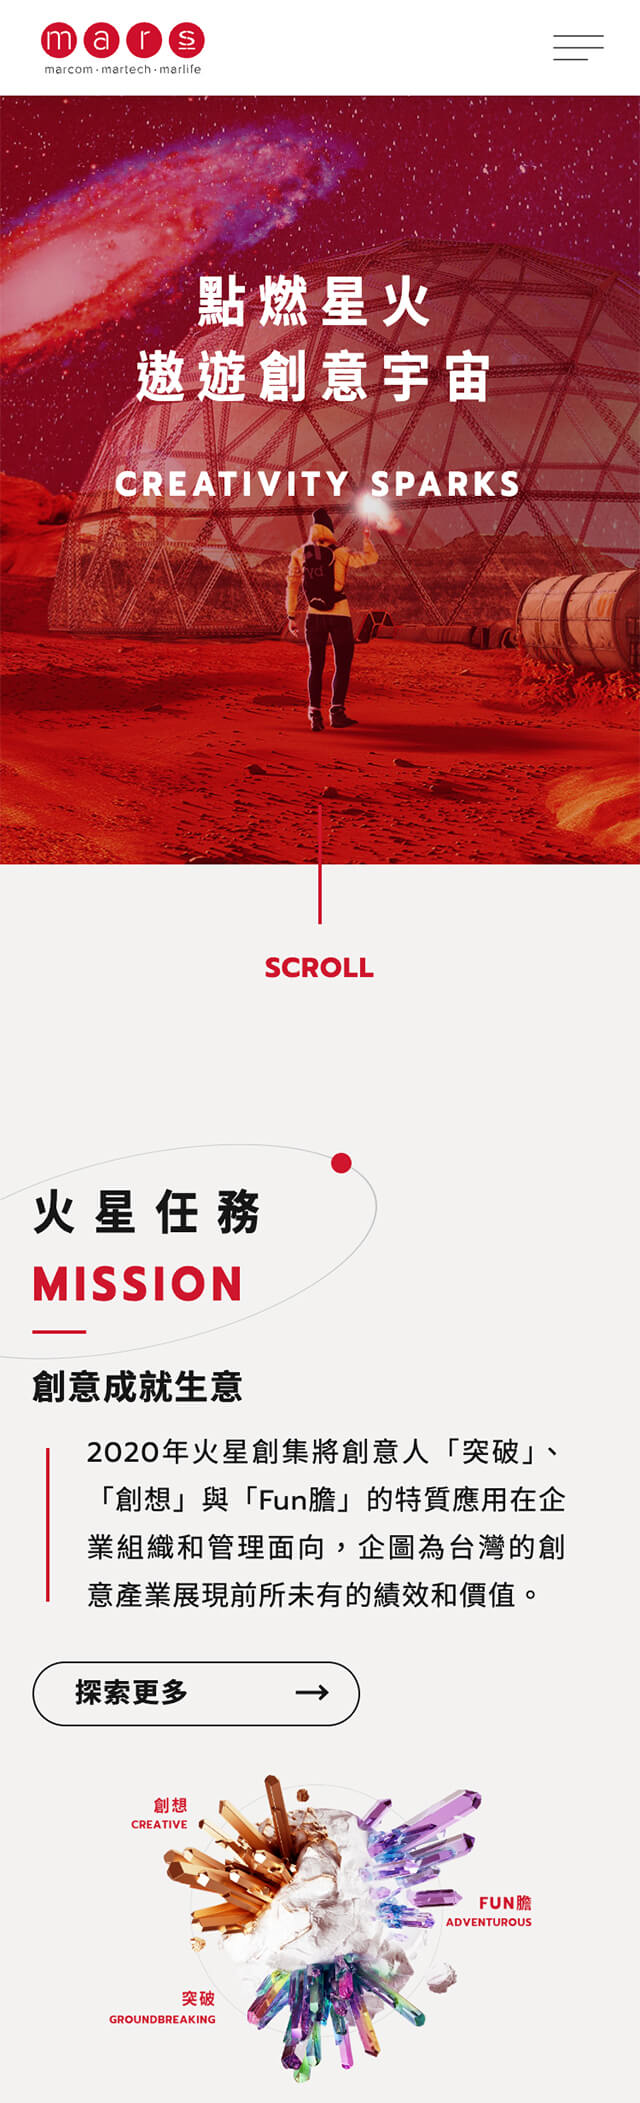 mars
marcom·martech·marlife
點燃星火
遨遊創意宇宙
CREATIVITY SPARKS
SCROLL
火星任務
MISSION
創意成就生意
2020年火星創集將創意人「突破」、
「創想」與「Fun膽」的特質應用在企
業組織和管理面向，企圖為台灣的創
意產業展現前所未有的績效和價值。
探索更多
創想
CREATIVE
FUN膽
ADVENTUROUS
突破
GROUNDBREAKING